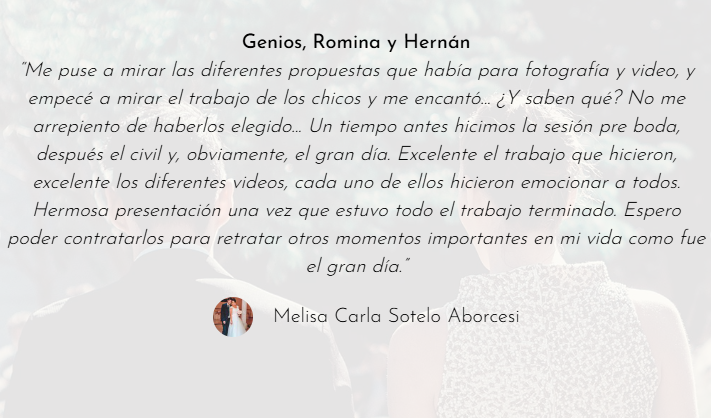 Genios, Romina y Hernán
“Me puse a mirar las diferentes propuestas que había para fotografía y video, y
empecé a mirar el trabajo de los chicos y me encantó... ¿Y saben qué? No me
arrepiento de haberlos elegido... Un tiempo antes hicimos la sesión pre boda,
después el civil y, obviamente, el gran día. Excelente el trabajo que hicieron,
excelente los diferentes videos, cada uno de ellos hicieron emocionar a todos.
Hermosa presentación una vez que estuvo todo el trabajo terminado. Espero
poder contratarlos para retratar otros momentos importantes en mi vida como fue
el gran día.”
Melisa Carla Sotelo Aborcesi